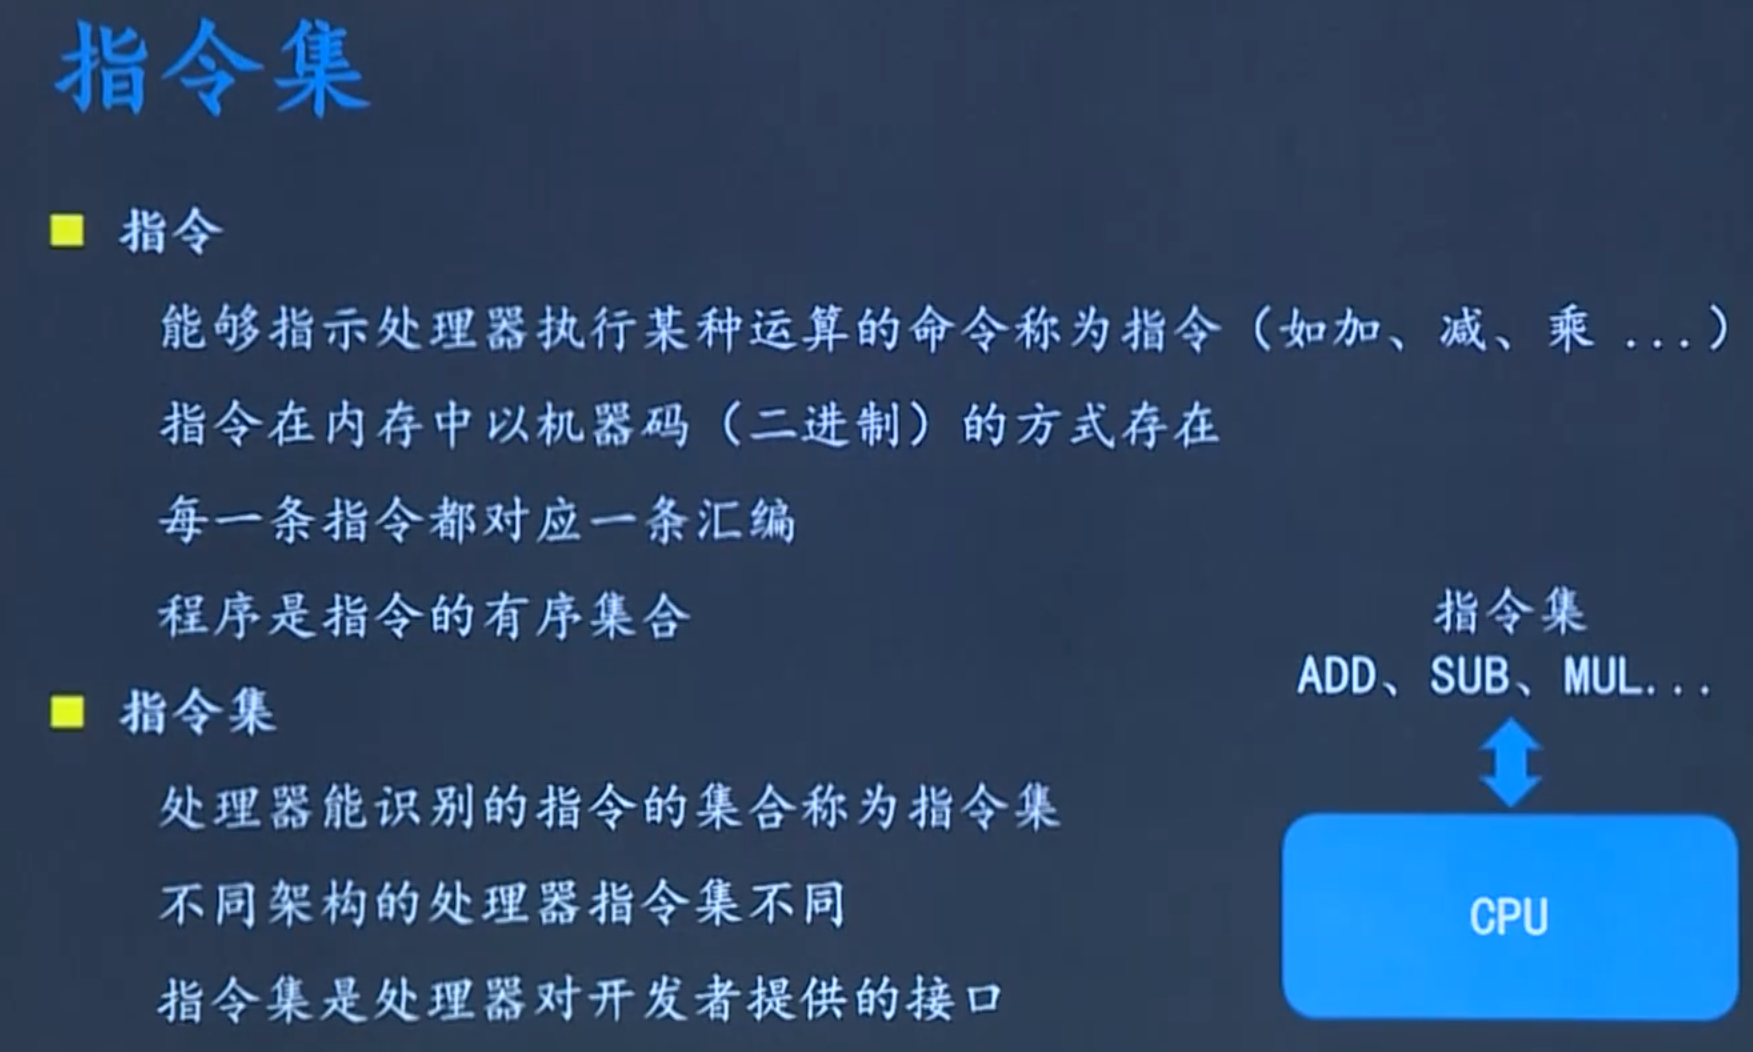 指令集
指令
能够指示处理器执行某种运算的命令称为指令（如加、减、乘 ...）
指令在内存中以机器码（二进制）的方式存在
每一条指令都对应一条汇编
程序是指令的有序集合
指令集
处理器能识别的指令的集合称为指令集
不同架构的处理器指令集不同
指令集是处理器对开发者提供的接口
指令集
ADD、SUB、MUL...
CPU